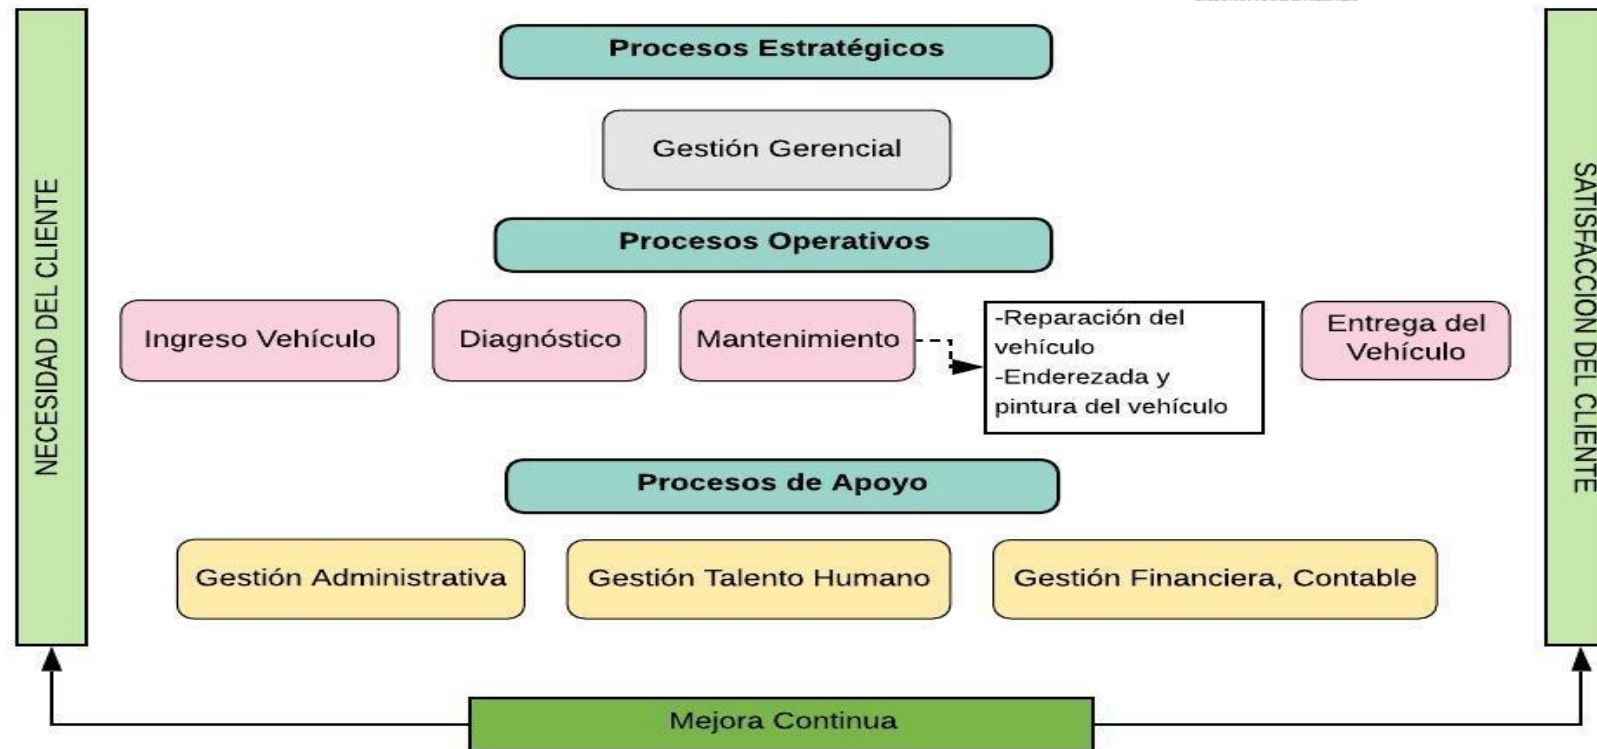 Procesos Estratégicos
Gestión Gerencial
NECESIDAD DEL CLIENTE
SATISFACCION DEL CLIENTE
Procesos Operativos
Ingreso Vehículo
Diagnóstico
Mantenimiento
-Reparación del
vehículo
-Enderezada y
pintura del vehículo
Entrega del
Vehículo
Procesos de Apoyo
Gestión Administrativa
Gestión Talento Humano
Gestión Financiera, Contable
Mejora Continua